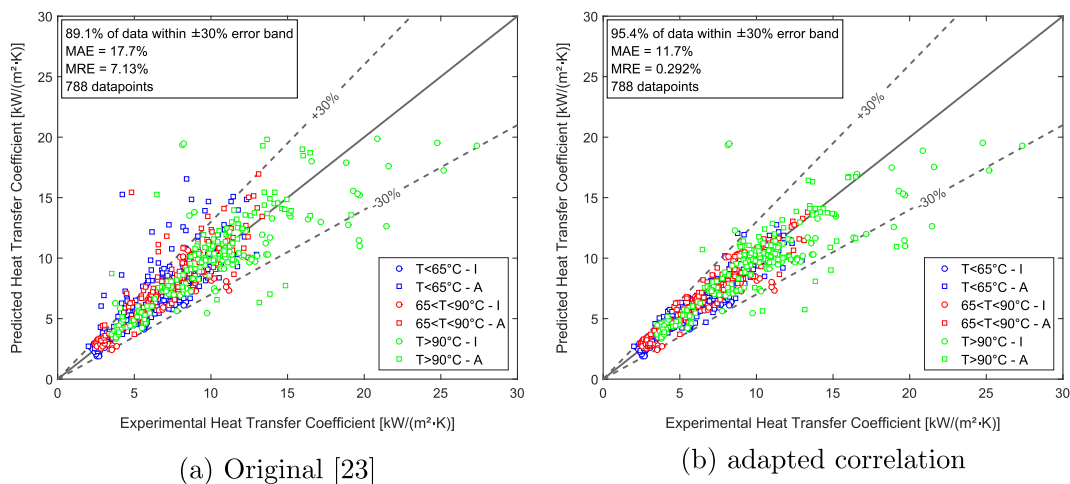 89.1% of data within ±30% error band
MAE = 17.7%
MRE = 7.13%
788 datapoints
+30%
-30%
T<65°C - I
T<65°C - A
65<T<90°C - I
65<T<90°C - A
T>90°C - I
T>90°C - A
30
25
20
15
10
5
0
0 5 10 15 20 25 30
Predicted Heat Transfer Coefficient [kW/(m²·K)]
Experimental Heat Transfer Coefficient [kW/(m²·K)]
(a) Original [23]
95.4% of data within ±30% error band
MAE = 11.7%
MRE = 0.292%
788 datapoints
+30%
-30%
T<65°C - I
T<65°C - A
65<T<90°C - I
65<T<90°C - A
T>90°C - I
T>90°C - A
30
25
20
15
10
5
0
0 5 10 15 20 25 30
Predicted Heat Transfer Coefficient [kW/(m²·K)]
Experimental Heat Transfer Coefficient [kW/(m²·K)]
(b) adapted correlation